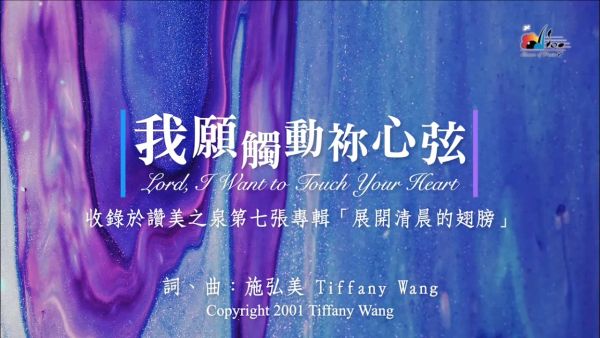 我願觸動祢心弦
Lord, I Want to Touch Your Heart
收錄於讚美之泉第七張專輯「展開清晨的翅膀」
詞、曲：施弘美 Tiffany Wang
Copyright 2001 Tiffany Wang